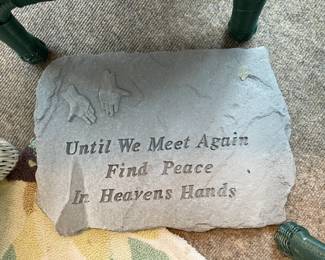 Until We Meet Again
Find Peace
In Heavens Hands